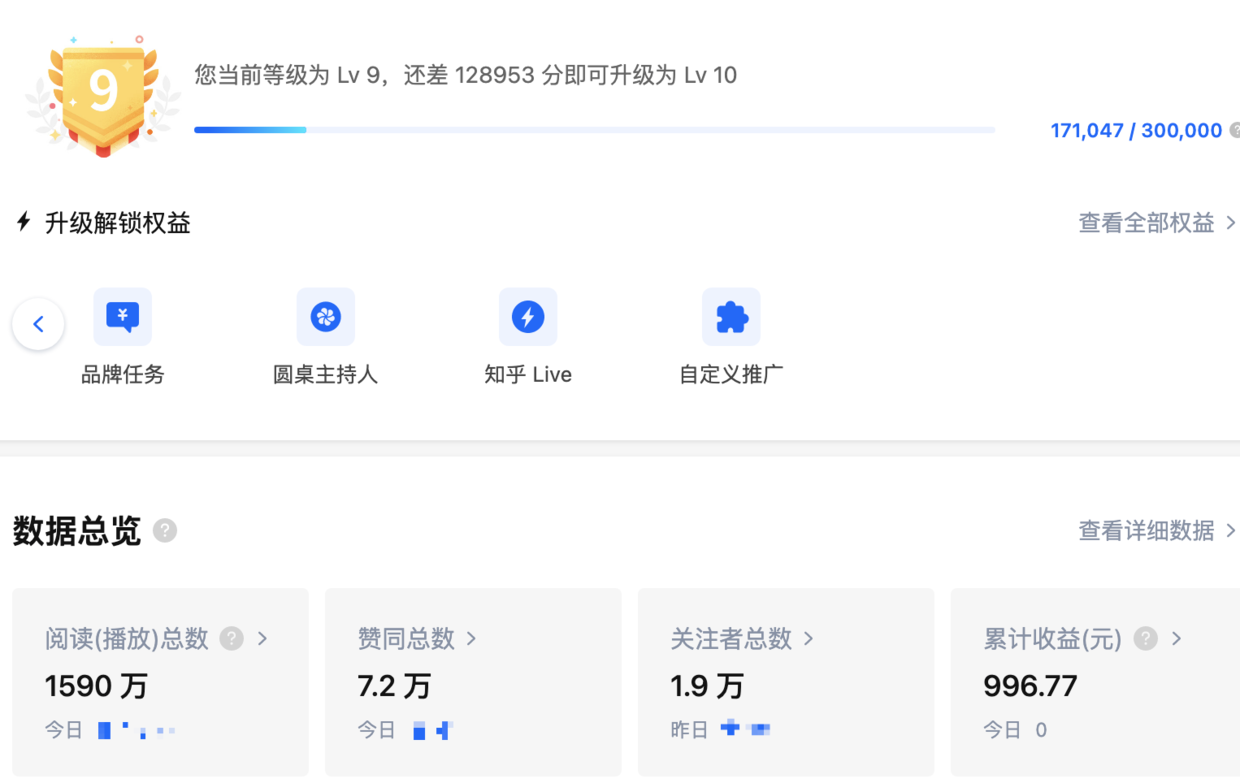 9
您当前等级为 Lv 9，还差 128953 分即可升级为 Lv 10
171,047 / 300,000 ?
升级解锁权益
查看全部权益
¥
品牌任务
圆桌主持人
知乎 Live
自定义推广
数据总览 ?
查看详细数据
阅读(播放)总数 ?
1590 万
今日
赞同总数
7.2 万
今日
关注者总数
1.9 万
昨日
累计收益(元) ?
996.77
今日 0